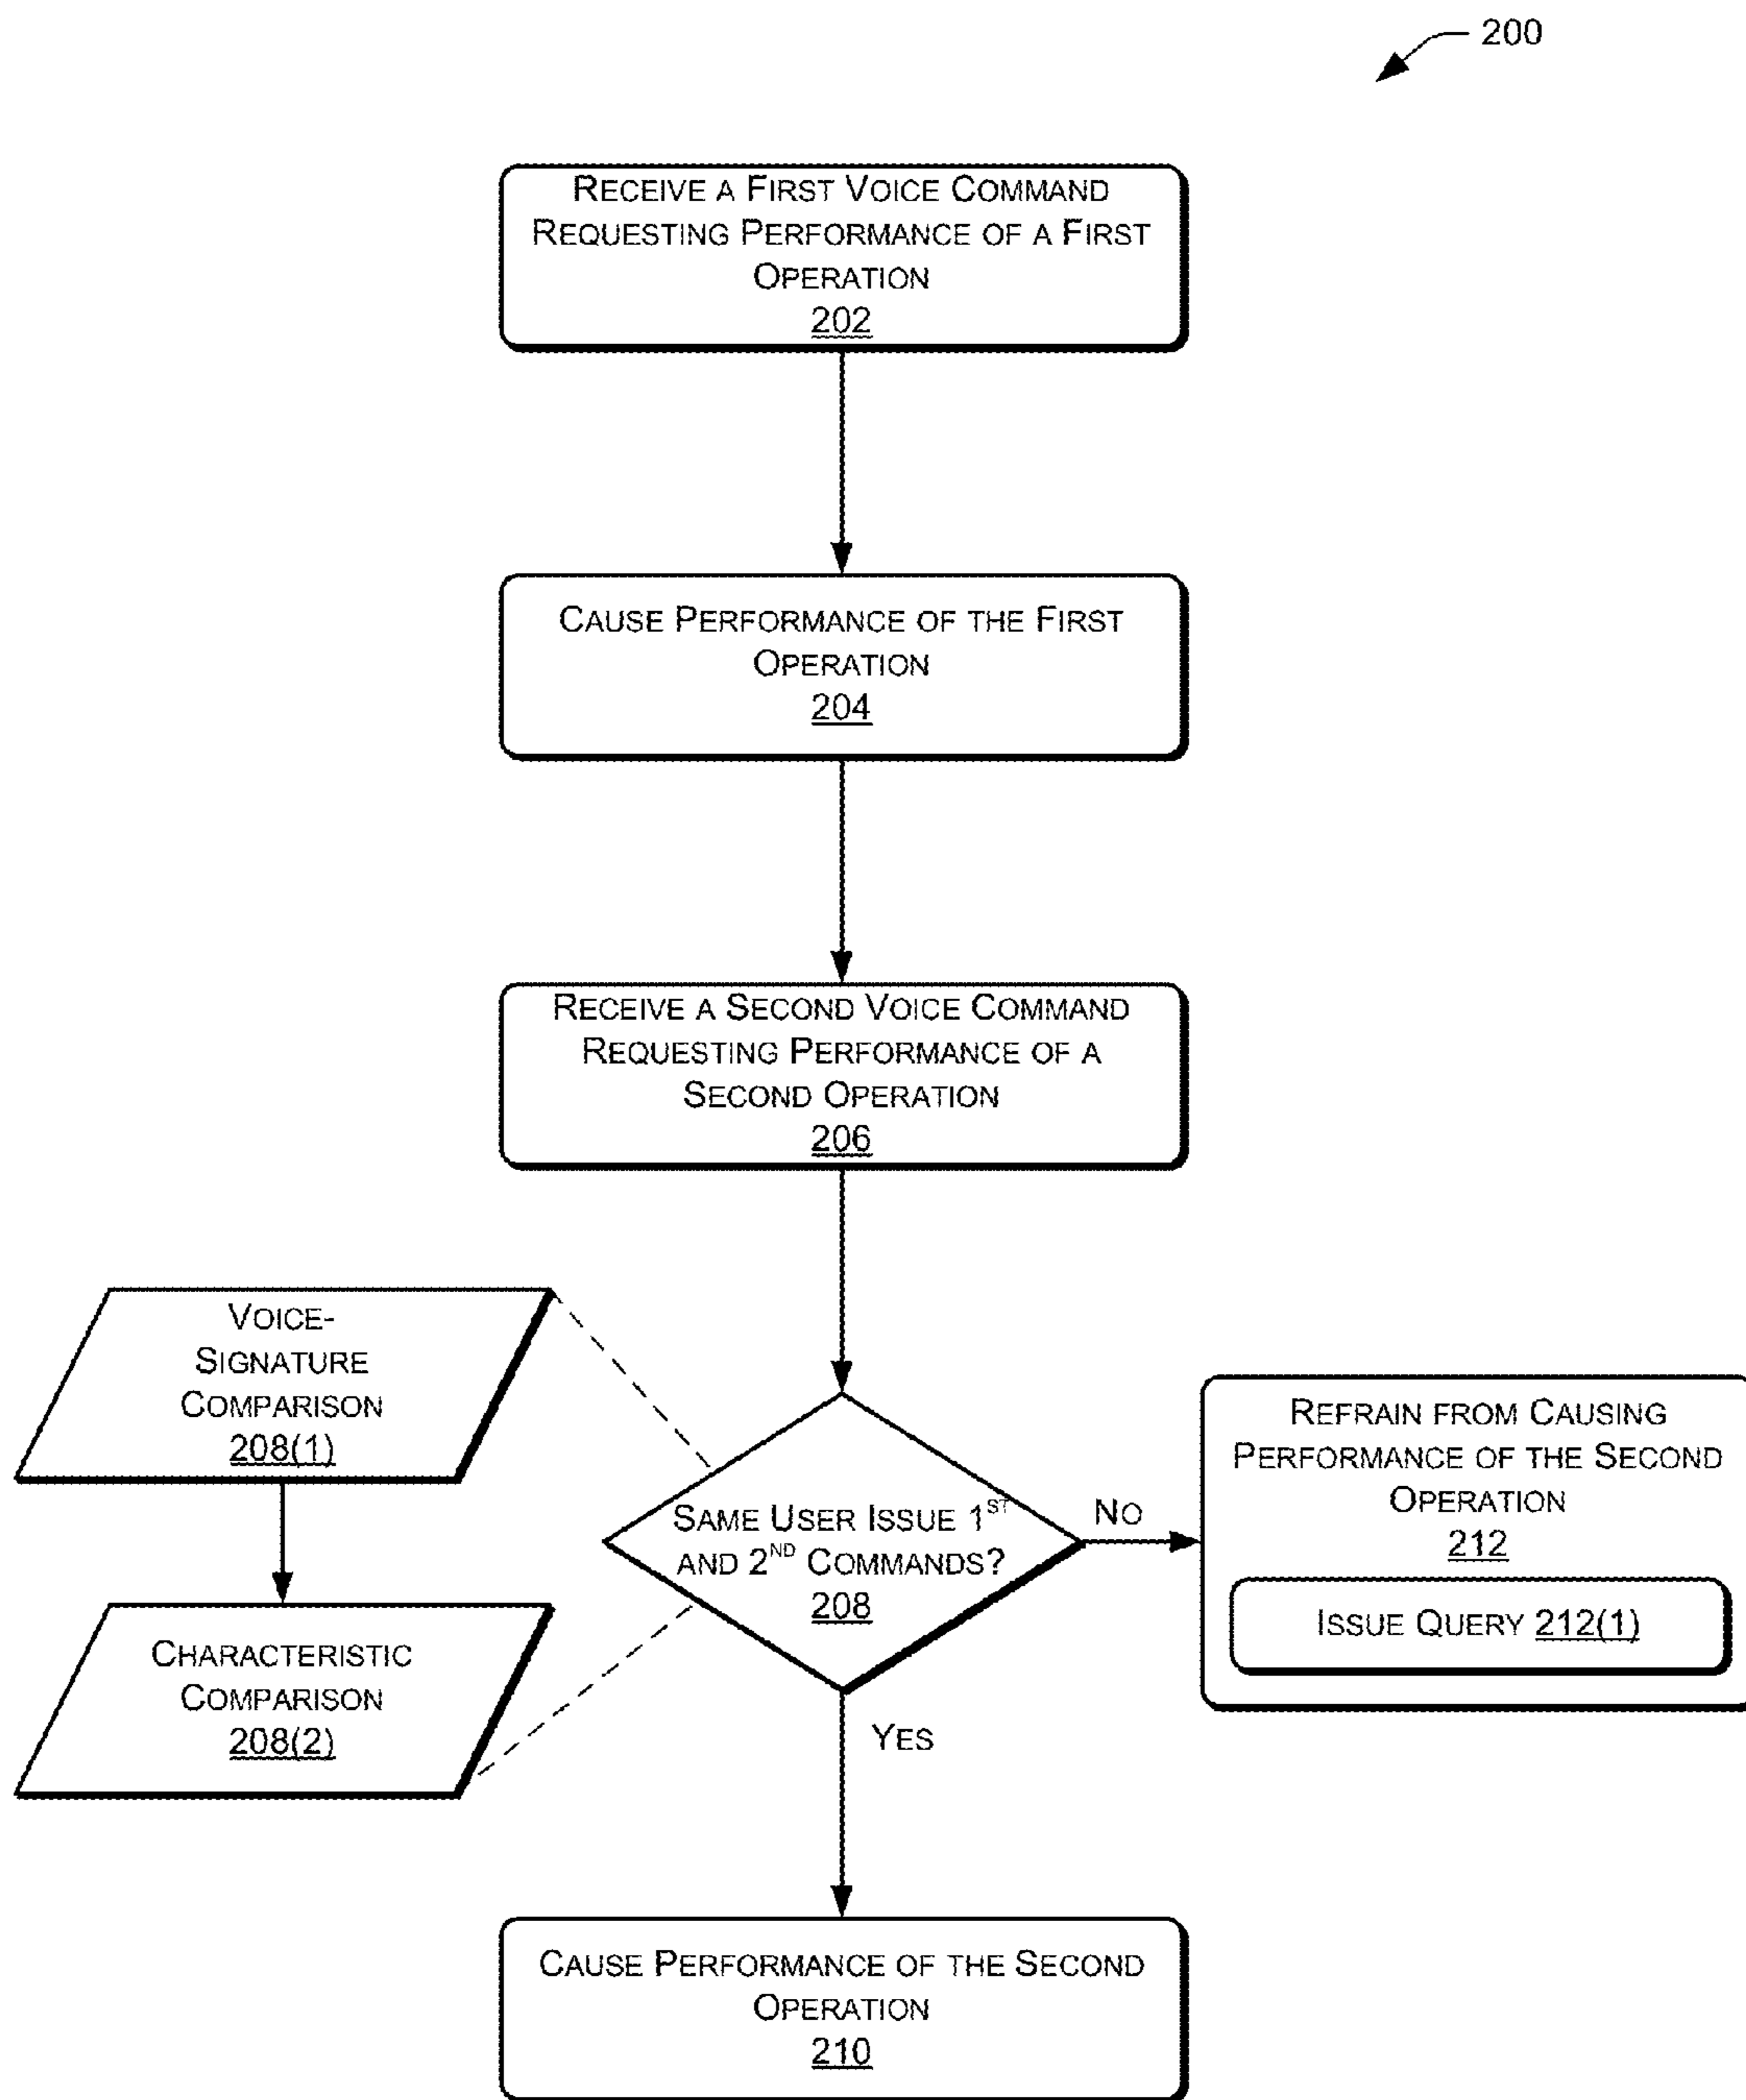 200
RECEIVE A FIRST VOICE COMMAND
REQUESTING PERFORMANCE OF A FIRST
OPERATION
202
CAUSE PERFORMANCE OF THE FIRST
OPERATION
204
RECEIVE A SECOND VOICE COMMAND
REQUESTING PERFORMANCE OF A
SECOND OPERATION
206
VOICE-
SIGNATURE
COMPARISON
208(1)
CHARACTERISTIC
COMPARISON
208(2)
SAME USER ISSUE 1ST
AND 2ND COMMANDS?
208
NO
REFRAIN FROM CAUSING
PERFORMANCE OF THE SECOND
OPERATION
212
ISSUE QUERY 212(1)
YES
CAUSE PERFORMANCE OF THE SECOND
OPERATION
210